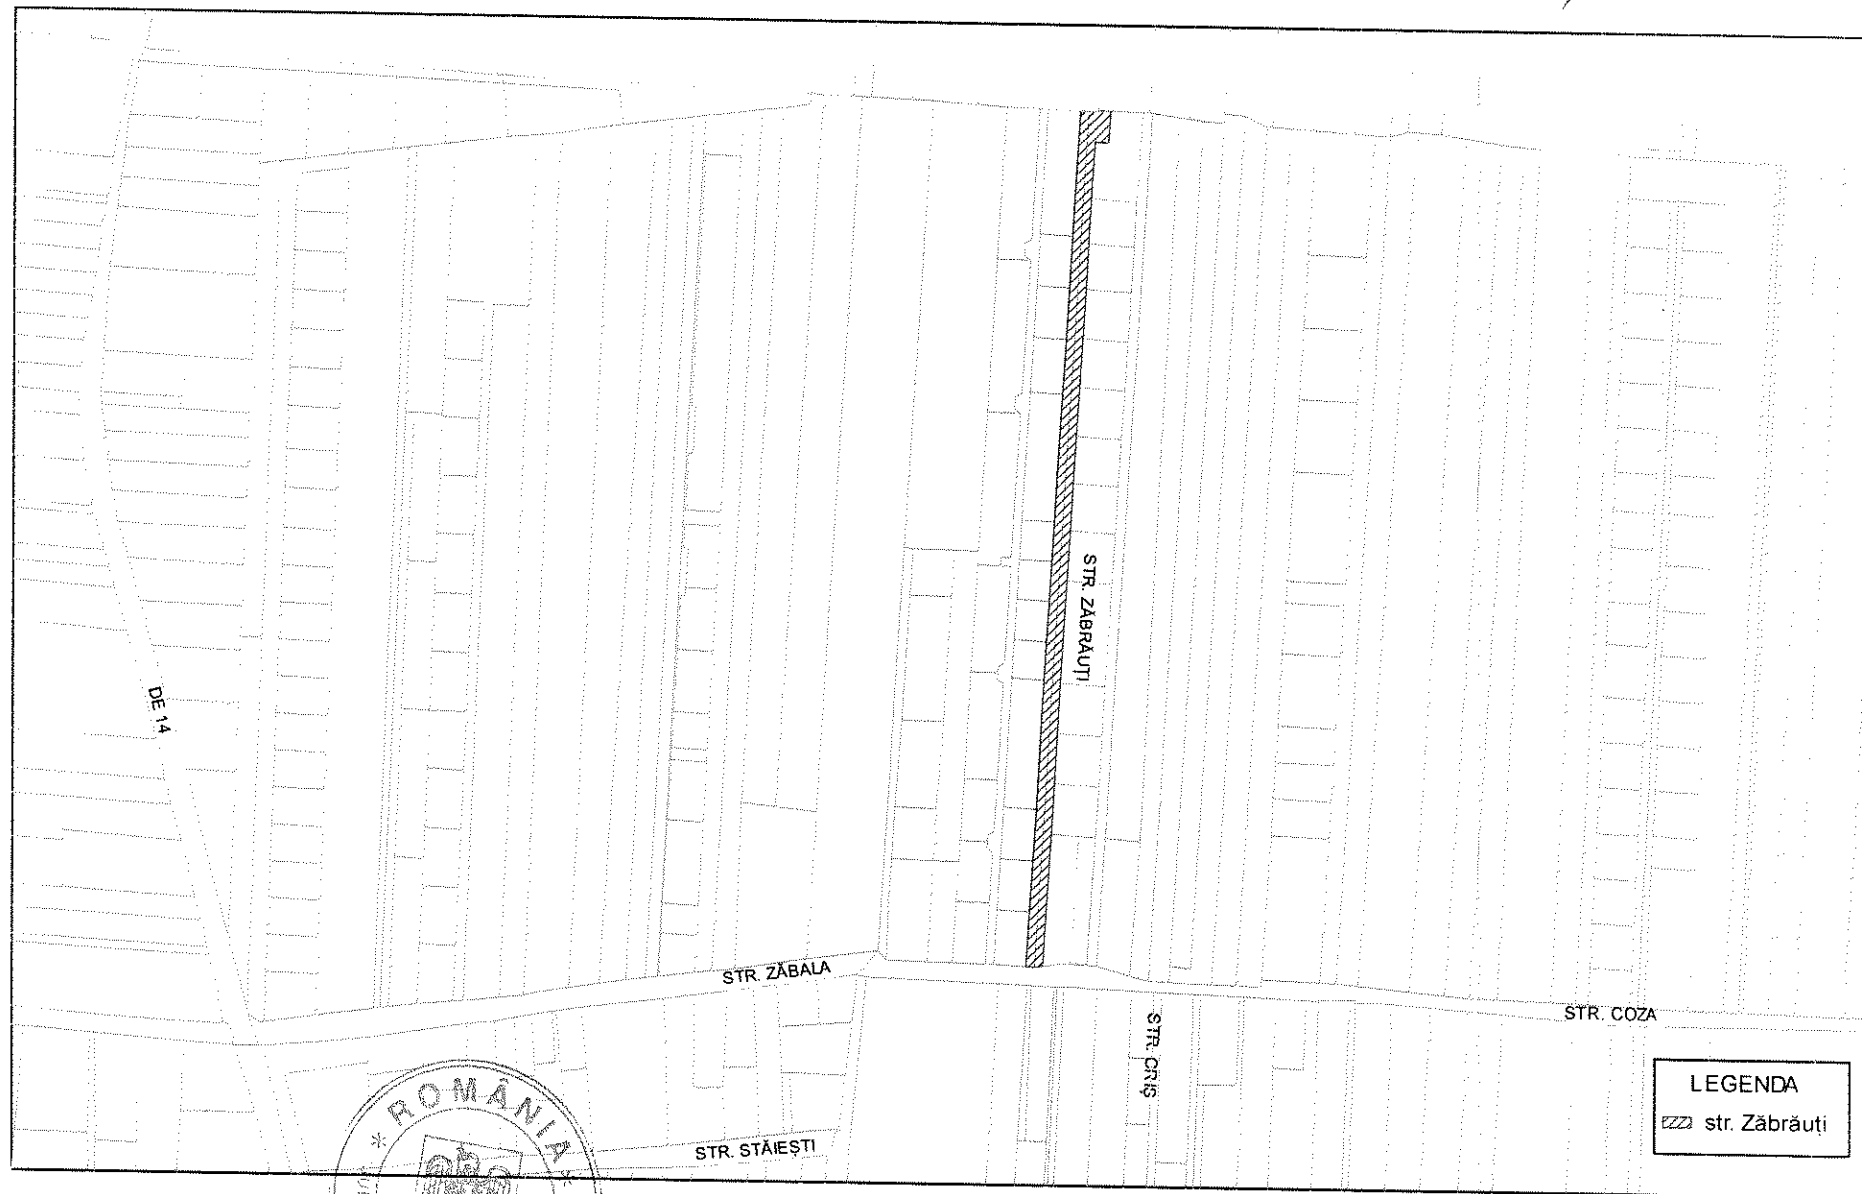 STR. ZĂBRĂUȚI
DE 14
STR. ZĂBALA
STR. COZA
STR. CRIȘ
LEGENDA
str. Zăbrăuți
* ROMÂNIA *
STR. STĂIEȘTI